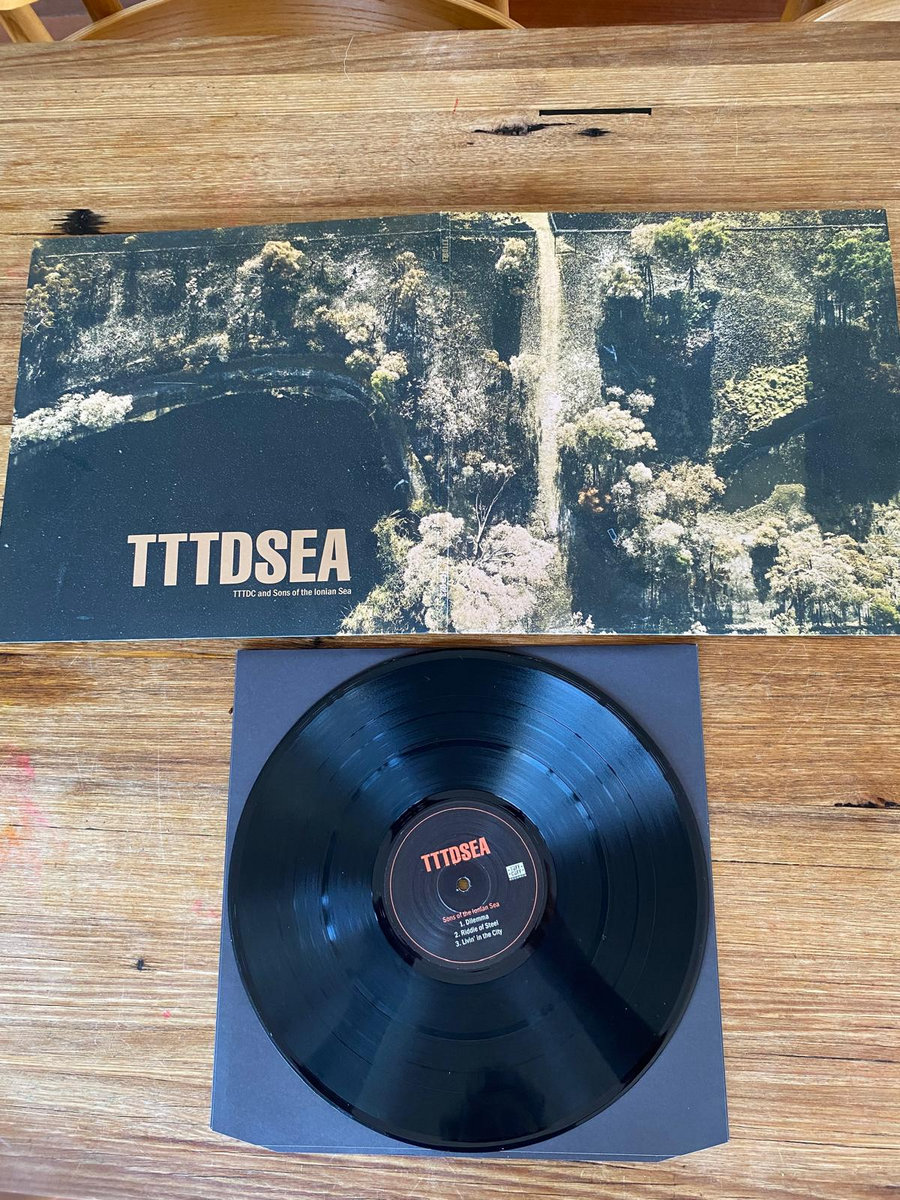 TTTDSEA
TTTDC and Sons of the Ionian Sea
TTTDSEA
Sons of the Ionian Sea
1. Dilemma
2. Riddle of Steel
3. Livin' in the City